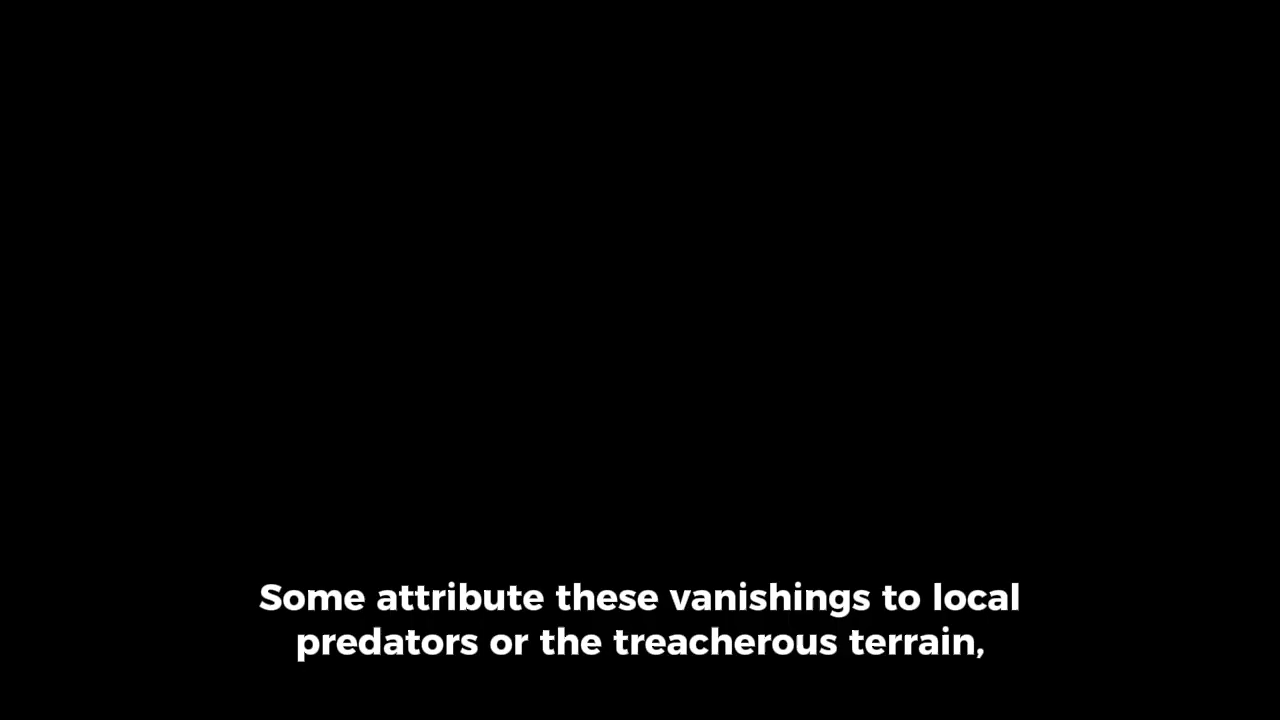 Some attribute these vanishings to local
predators or the treacherous terrain,